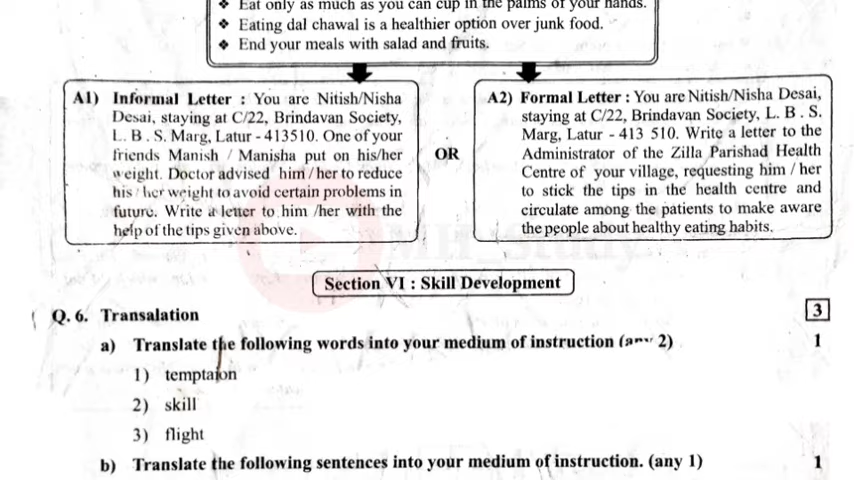 ❖ Eat only as much as you can cup in the palms of your hands.
❖ Eating dal chawal is a healthier option over junk food.
❖ End your meals with salad and fruits.
A1) Informal Letter : You are Nitish/Nisha
Desai, staying at C/22, Brindavan Society,
L. B . S. Marg, Latur - 413510. One of your
friends Manish / Manisha put on his/her
weight. Doctor advised him / her to reduce
his / her weight to avoid certain problems in
future. Write a letter to him /her with the
help of the tips given above.
OR
A2) Formal Letter : You are Nitish/Nisha Desai,
staying at C/22, Brindavan Society, L. B . S.
Marg, Latur - 413 510. Write a letter to the
Administrator of the Zilla Parishad Health
Centre of your village, requesting him / her
to stick the tips in the health centre and
circulate among the patients to make aware
the people about healthy eating habits.
Section VI : Skill Development
Q. 6. Transalation 3
a) Translate the following words into your medium of instruction (any 2) 1
1) temptaion
2) skill
3) flight
b) Translate the following sentences into your medium of instruction. (any 1) 1